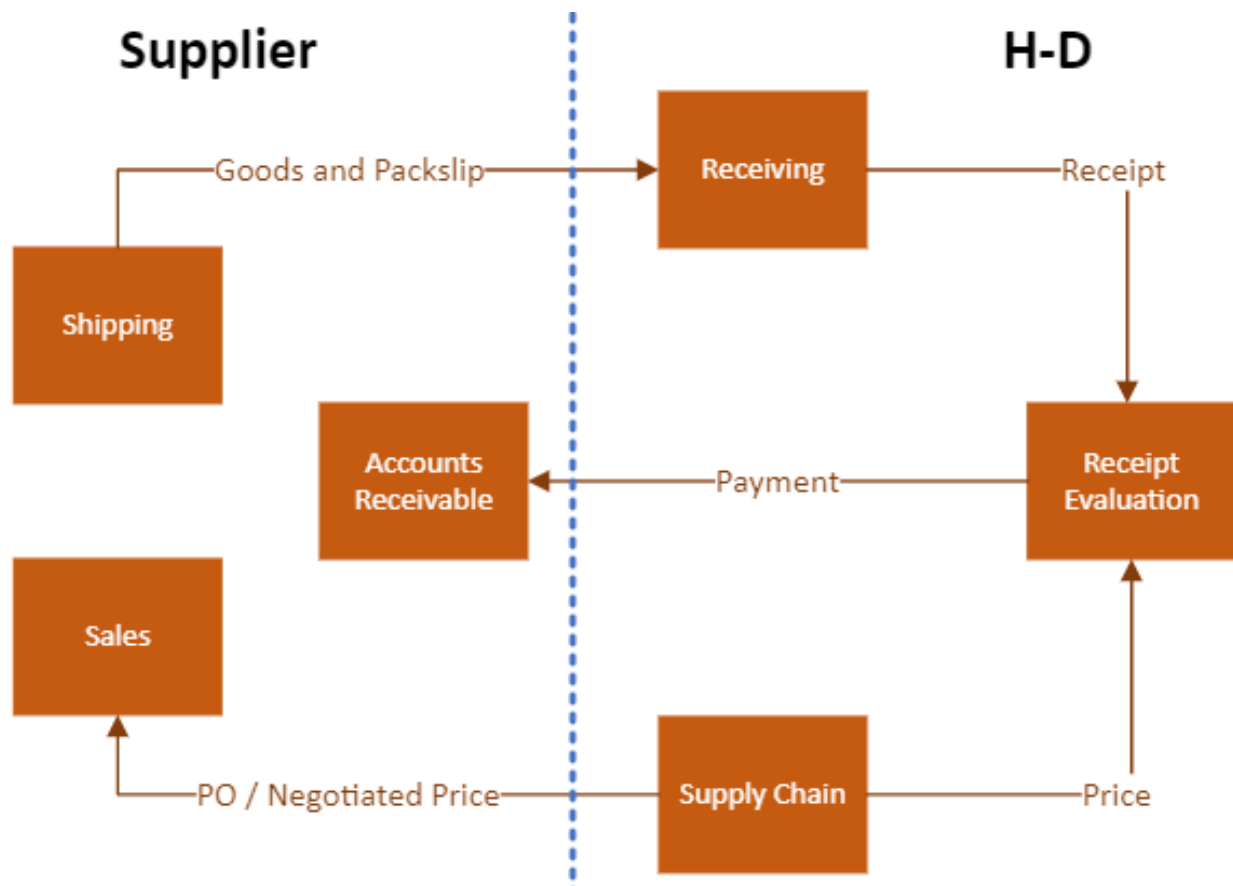 Supplier
H-D
Goods and Packslip
Receiving
Receipt
Shipping
Accounts
Receivable
Payment
Receipt
Evaluation
Sales
PO / Negotiated Price
Supply Chain
Price